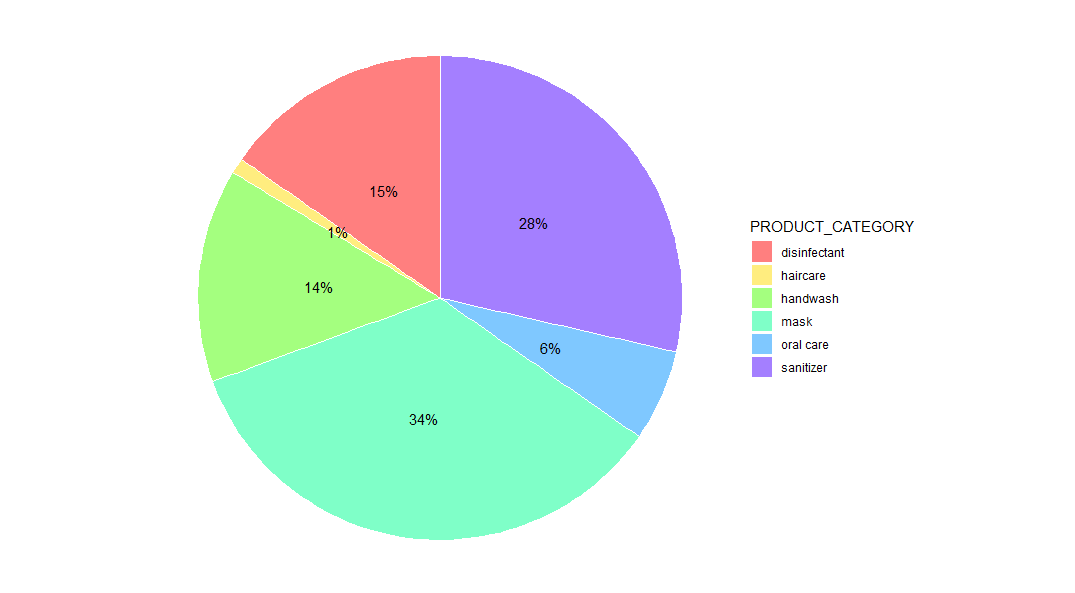 15%
28%
1%
14%
6%
34%
PRODUCT_CATEGORY
disinfectant
haircare
handwash
mask
oral care
sanitizer